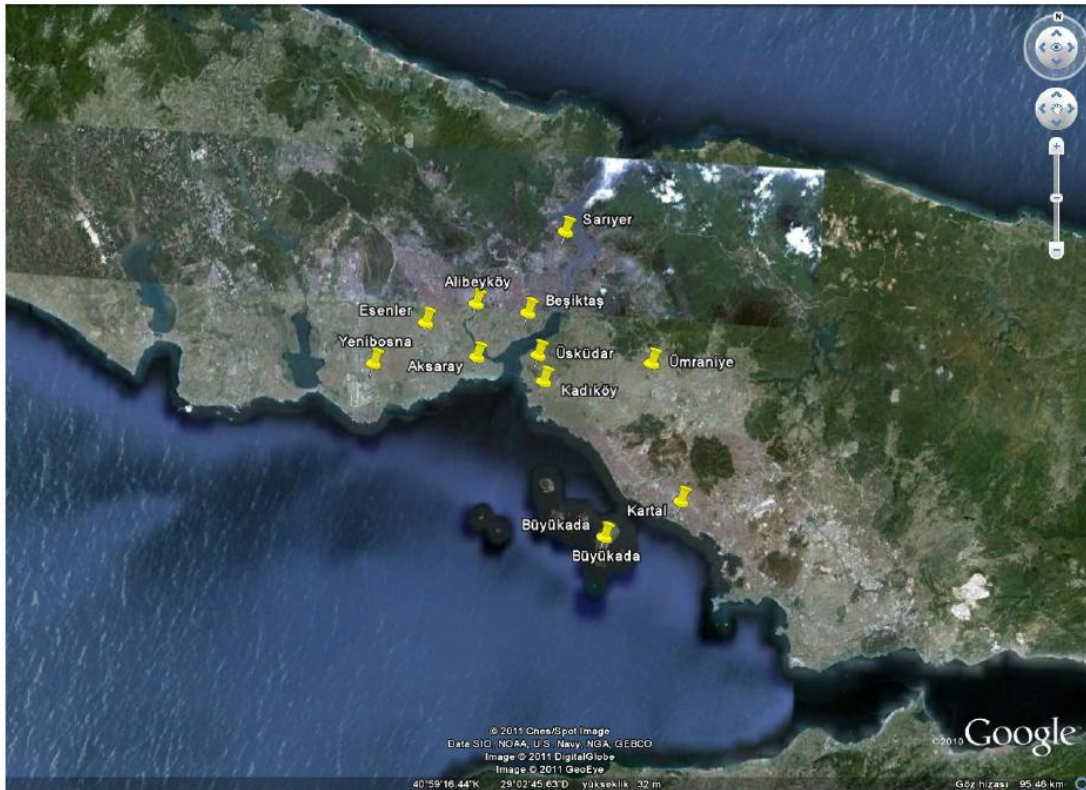 N
Sarıyer
Alibeyköy
Esenler
Beşiktaş
Yenibosna
Aksaray
Üsküdar
Ümraniye
Kadıköy
Kartal
Büyükada
Büyükada
© 2011 Cnes/Spot Image
Data SIO, NOAA, U.S. Navy, NGA, GEBCO
Image © 2011 DigitalGlobe
Image © 2011 GeoEye
©2010 Google
40°59'16.44"K 29°02'45.63"D yükseklik 32 m Göz hizası 95.46 km